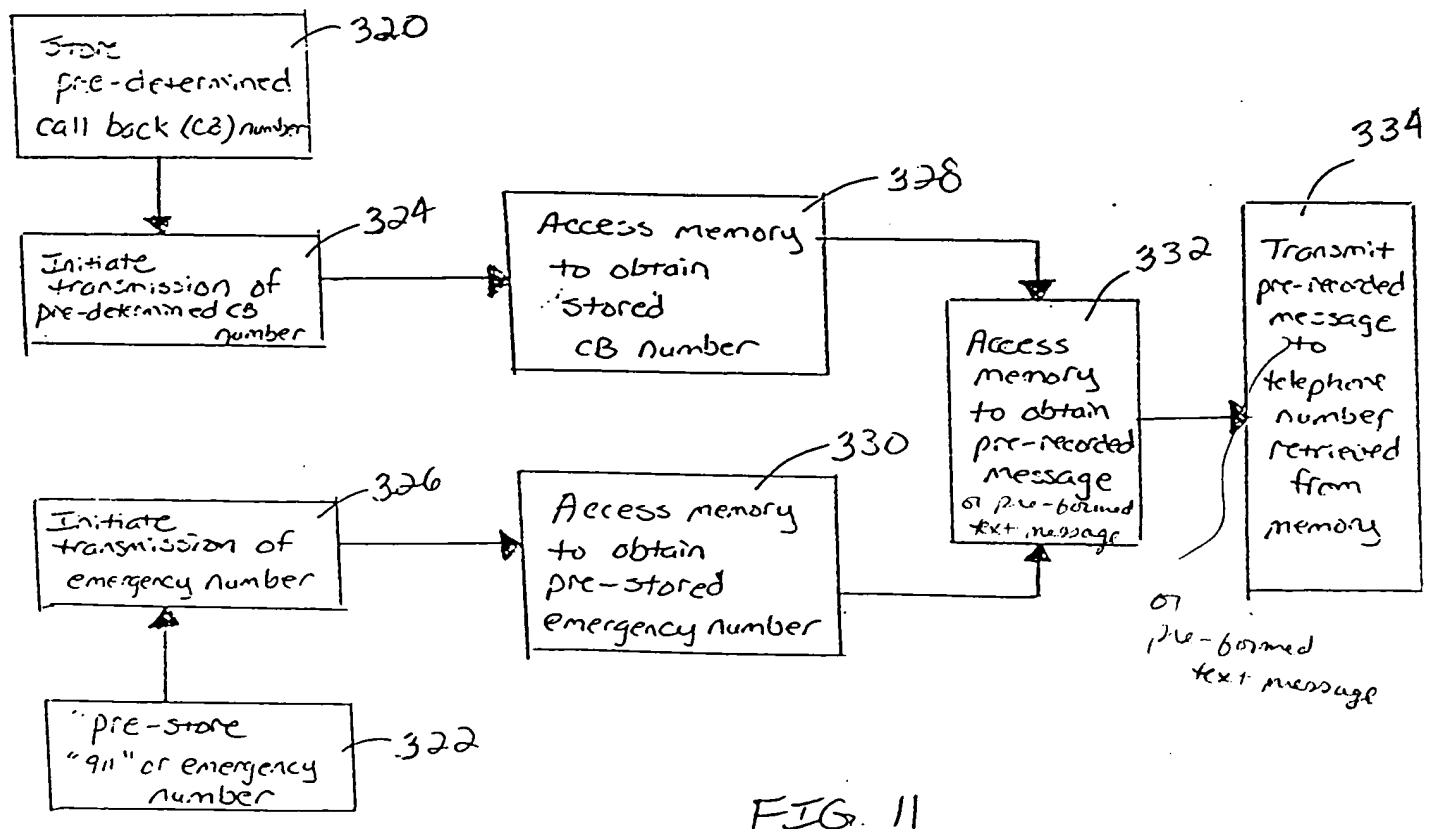 320
Store
pre-determined
call back (CB) number
324
Initiate
transmission of
pre-determined CB
number
328
Access memory
to obtain
stored
CB number
326
Initiate
transmission of
emergency number
322
pre-store
"911" or emergency
number
330
Access memory
to obtain
pre-stored
emergency number
332
Access
memory
to obtain
pre-recorded
message
or pre-formed
text message
334
Transmit
pre-recorded
message
to
telephone
number
retrieved
from
memory
or
pre-formed
text message
FIG. 11